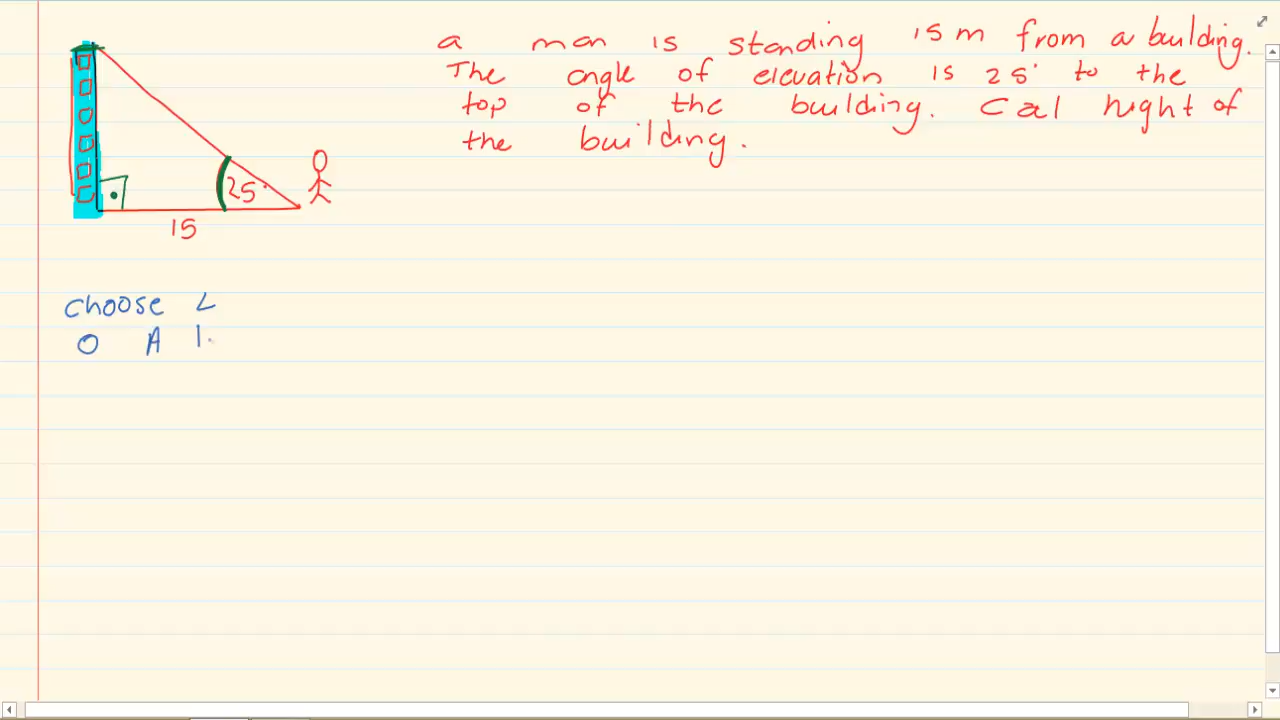 a man is standing 15 m from a building.
The angle of elevation is 25° to the
top of the building. Cal hight of
the building.
25°
15
choose ∠
O A